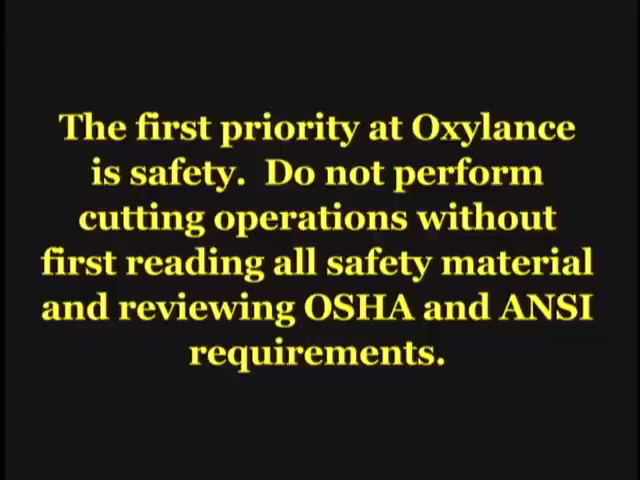 The first priority at Oxylance
is safety.  Do not perform
cutting operations without
first reading all safety material
and reviewing OSHA and ANSI
requirements.